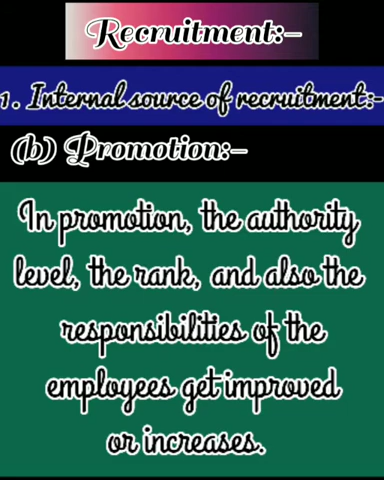 Recruitment:-
1. Internal source of recruitment:-
(b) Promotion:-
In promotion, the authority
level, the rank, and also the
responsibilities of the
employees get improved
or increases.